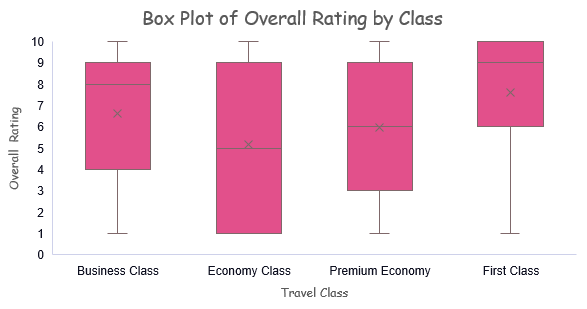 Box Plot of Overall Rating by Class
10
9
8
7
6
5
4
3
2
1
0
Overall Rating
Business Class
Economy Class
Premium Economy
First Class
Travel Class